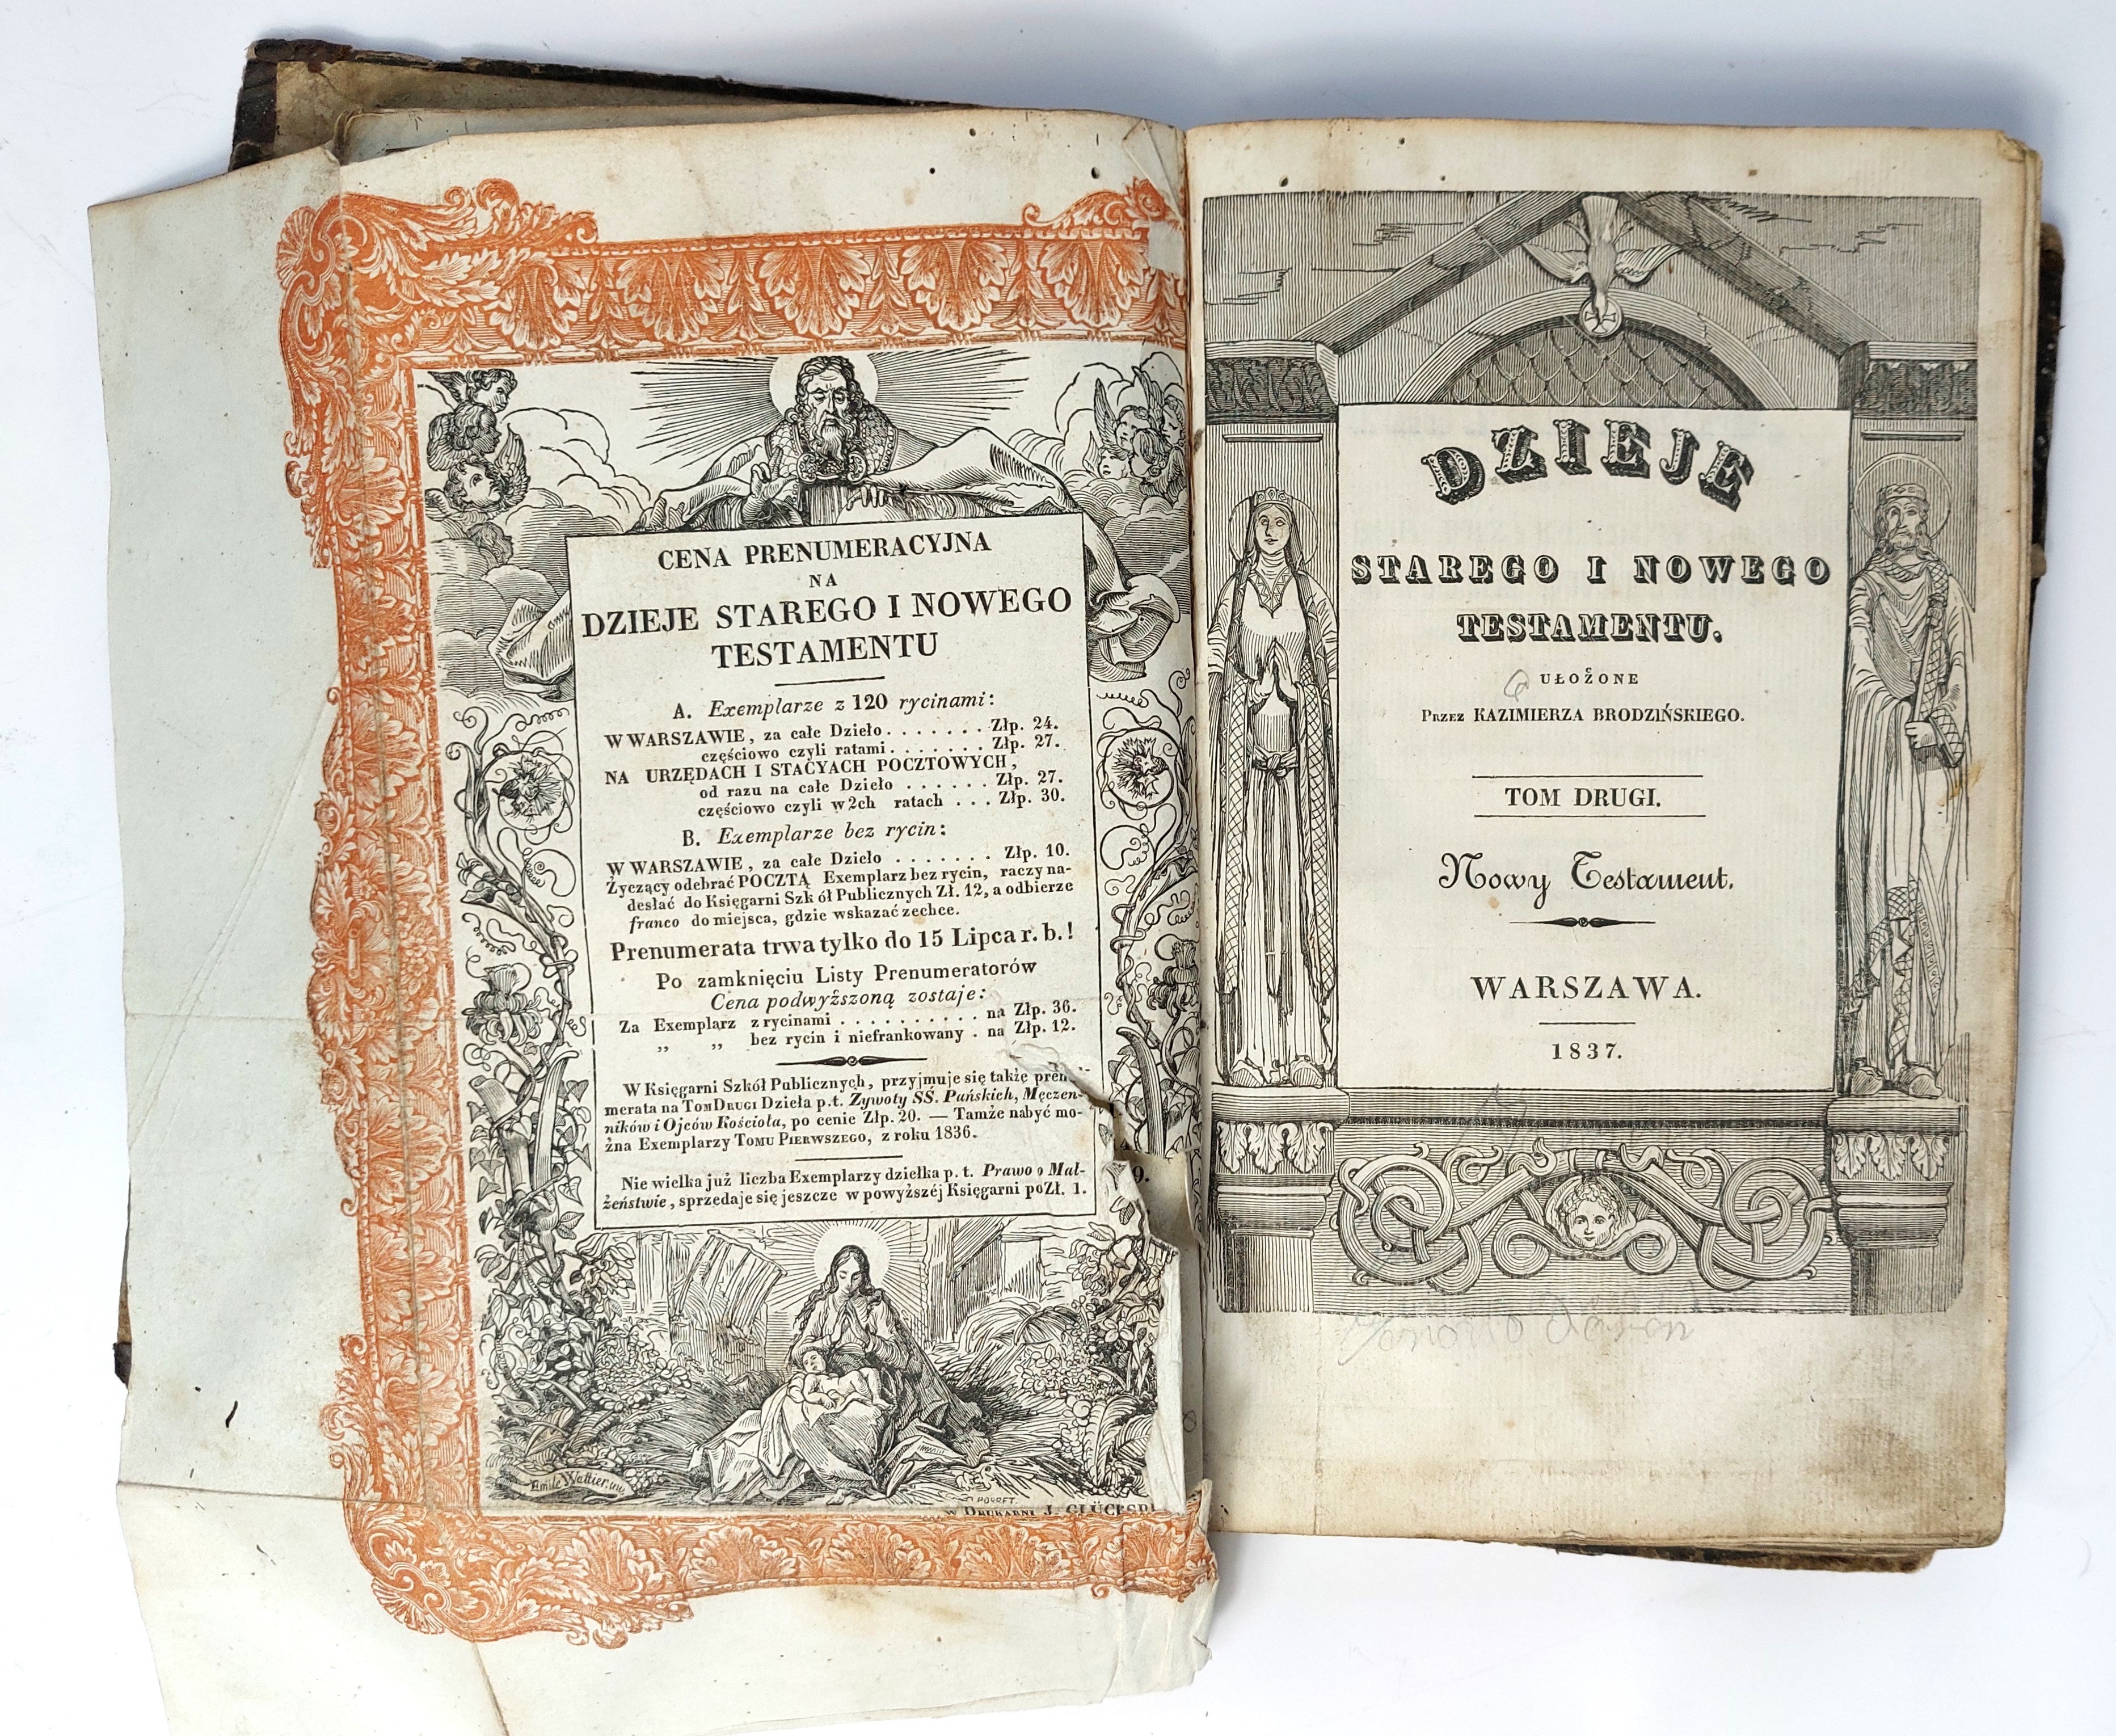 CENA PRENUMERACYJNA
NA
DZIEJE STAREGO I NOWEGO
TESTAMENTU
A. Exemplarze z 120 rycinami:
W WARSZAWIE, za całe Dzieło . . . . . . . Złp. 24.
częściowo czyli ratami . . . . . . . Złp. 27.
NA URZĘDACH I STACYACH POCZTOWYCH,
od razu na całe Dzieło . . . . . . Złp. 27.
częściowo czyli w 2ch ratach . . . Złp. 30.
B. Exemplarze bez rycin:
W WARSZAWIE, za całe Dzieło . . . . . . . Złp. 10.
Życzący odebrać POCZTĄ Exemplarz bez rycin, raczy na-
desłać do Księgarni Szkół Publicznych Zł. 12, a odbierze
franco do miejsca, gdzie wskazać zechce.
Prenumerata trwa tylko do 15 Lipca r. b.!
Po zamknięciu Listy Prenumeratorów
Cena podwyższoną zostaje:
Za Exemplarz z rycinami . . . . . . . . . . na Złp. 36.
„ „ bez rycin i niefrankowany . na Złp. 12.
W Księgarni Szkół Publicznych, przyjmuje się także
merata na TOM DRUGI Dzieła p. t. Żywoty SŚ. Pańskich, Męczen-
ników i Ojców Kościoła, po cenie Złp. 20. — Tamże nabyć mo-
żna Exemplarzy TOMU PIERWSZEGO, z roku 1836.
Nie wielka już liczba Exemplarzy dziełka p. t. Prawo o Mał-
żeństwie, sprzedaje się jeszcze w powyższéj Księgarni po Zł. 1.
9.
Emile Wattier
PORRET.
W DRUKARNI J. GLÜCKSB
DZIEJE
STAREGO I NOWEGO
TESTAMENTU.
UŁOŻONE
PRZEZ KAZIMIERZA BRODZIŃSKIEGO.
TOM DRUGI.
Nowy Testament.
WARSZAWA.
1837.